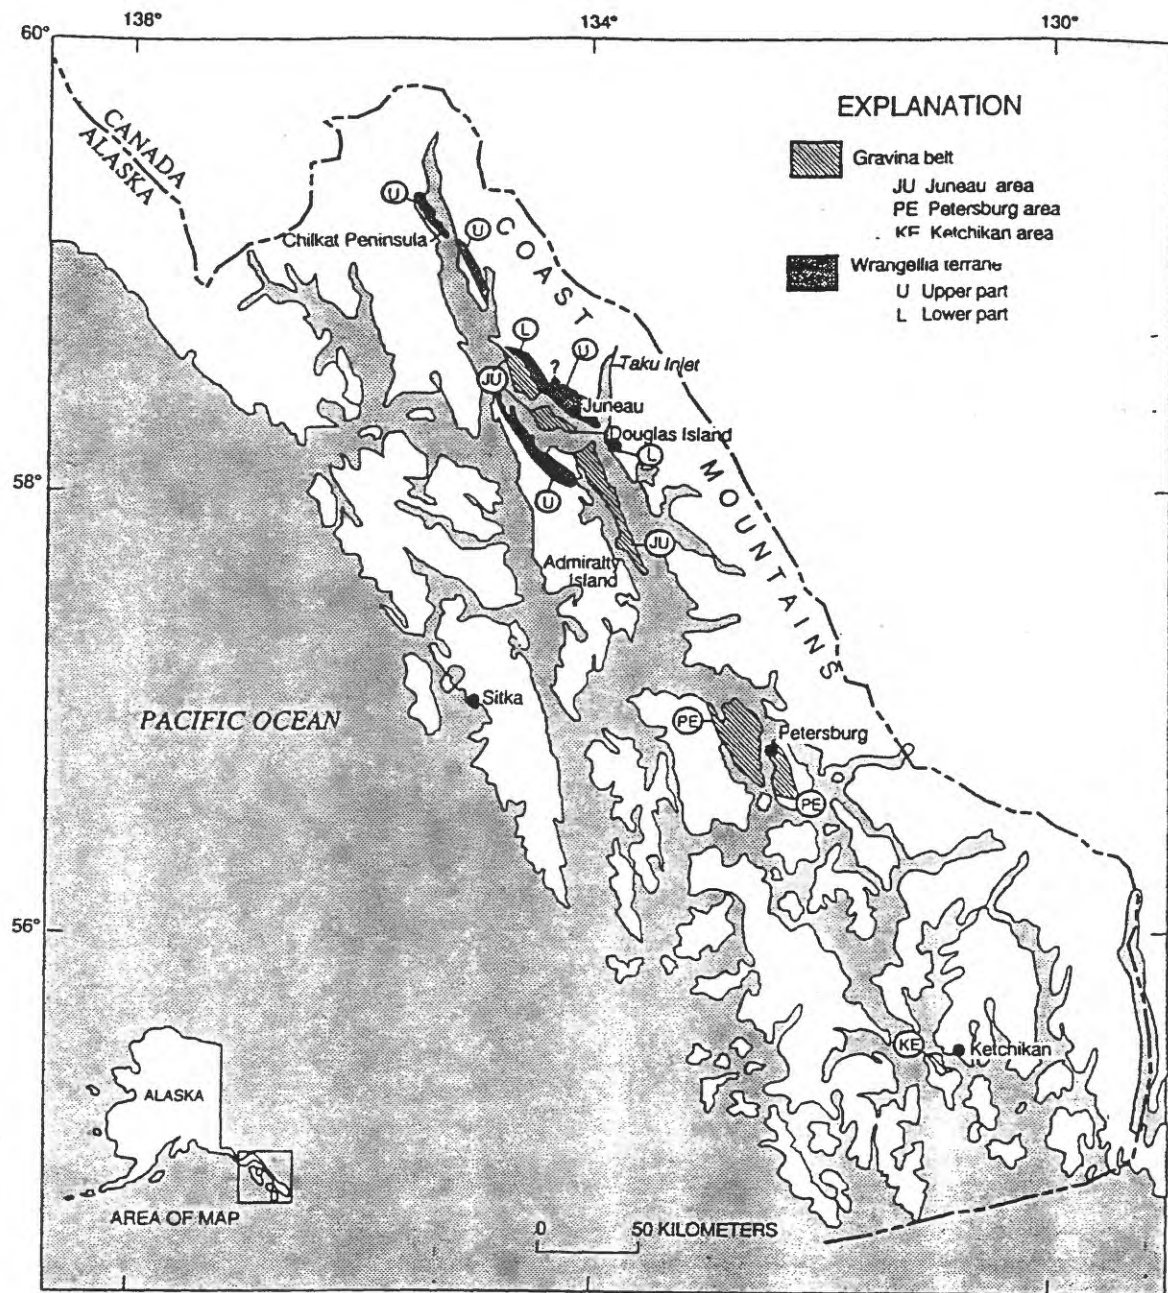 138°
134°
130°
60°
CANADA
ALASKA
EXPLANATION
Gravina belt
JU Juneau area
PE Petersburg area
KE Ketchikan area
Wrangellia terrane
U Upper part
L Lower part
U
U
Chilkat Peninsula
COAST
L
U
?
Taku Inlet
JU
Juneau
Douglas Island
L
58°
MOUNTAINS
U
JU
Admiralty
Island
Sitka
PACIFIC OCEAN
PE
Petersburg
PE
56°
KE
Ketchikan
ALASKA
AREA OF MAP
0 50 KILOMETERS